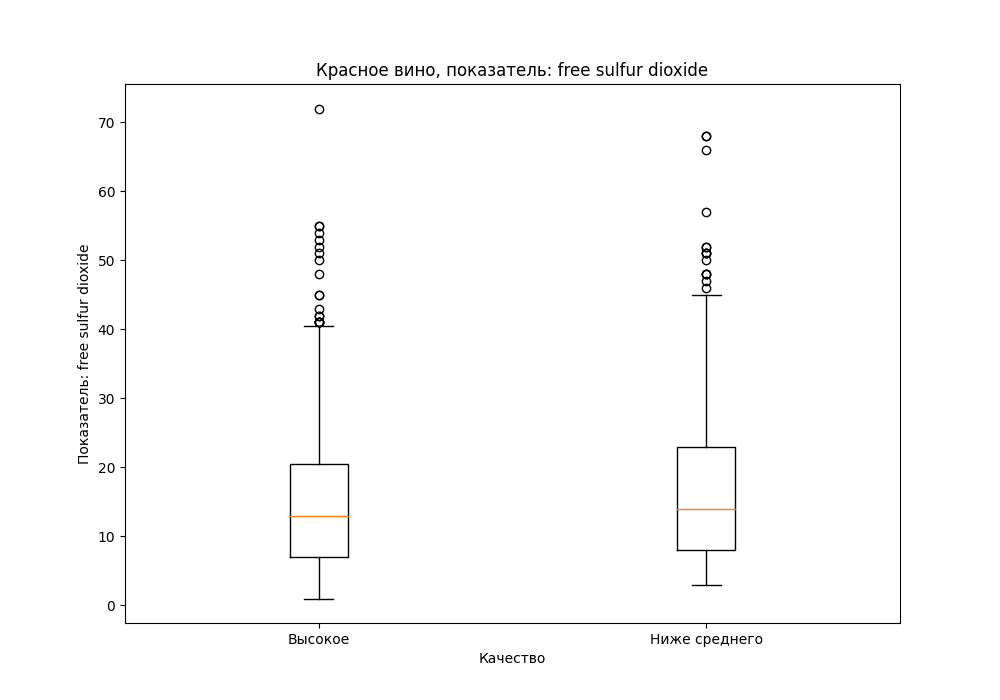 Красное вино, показатель: free sulfur dioxide
Показатель: free sulfur dioxide
70
60
50
40
30
20
10
0
Высокое
Ниже среднего
Качество